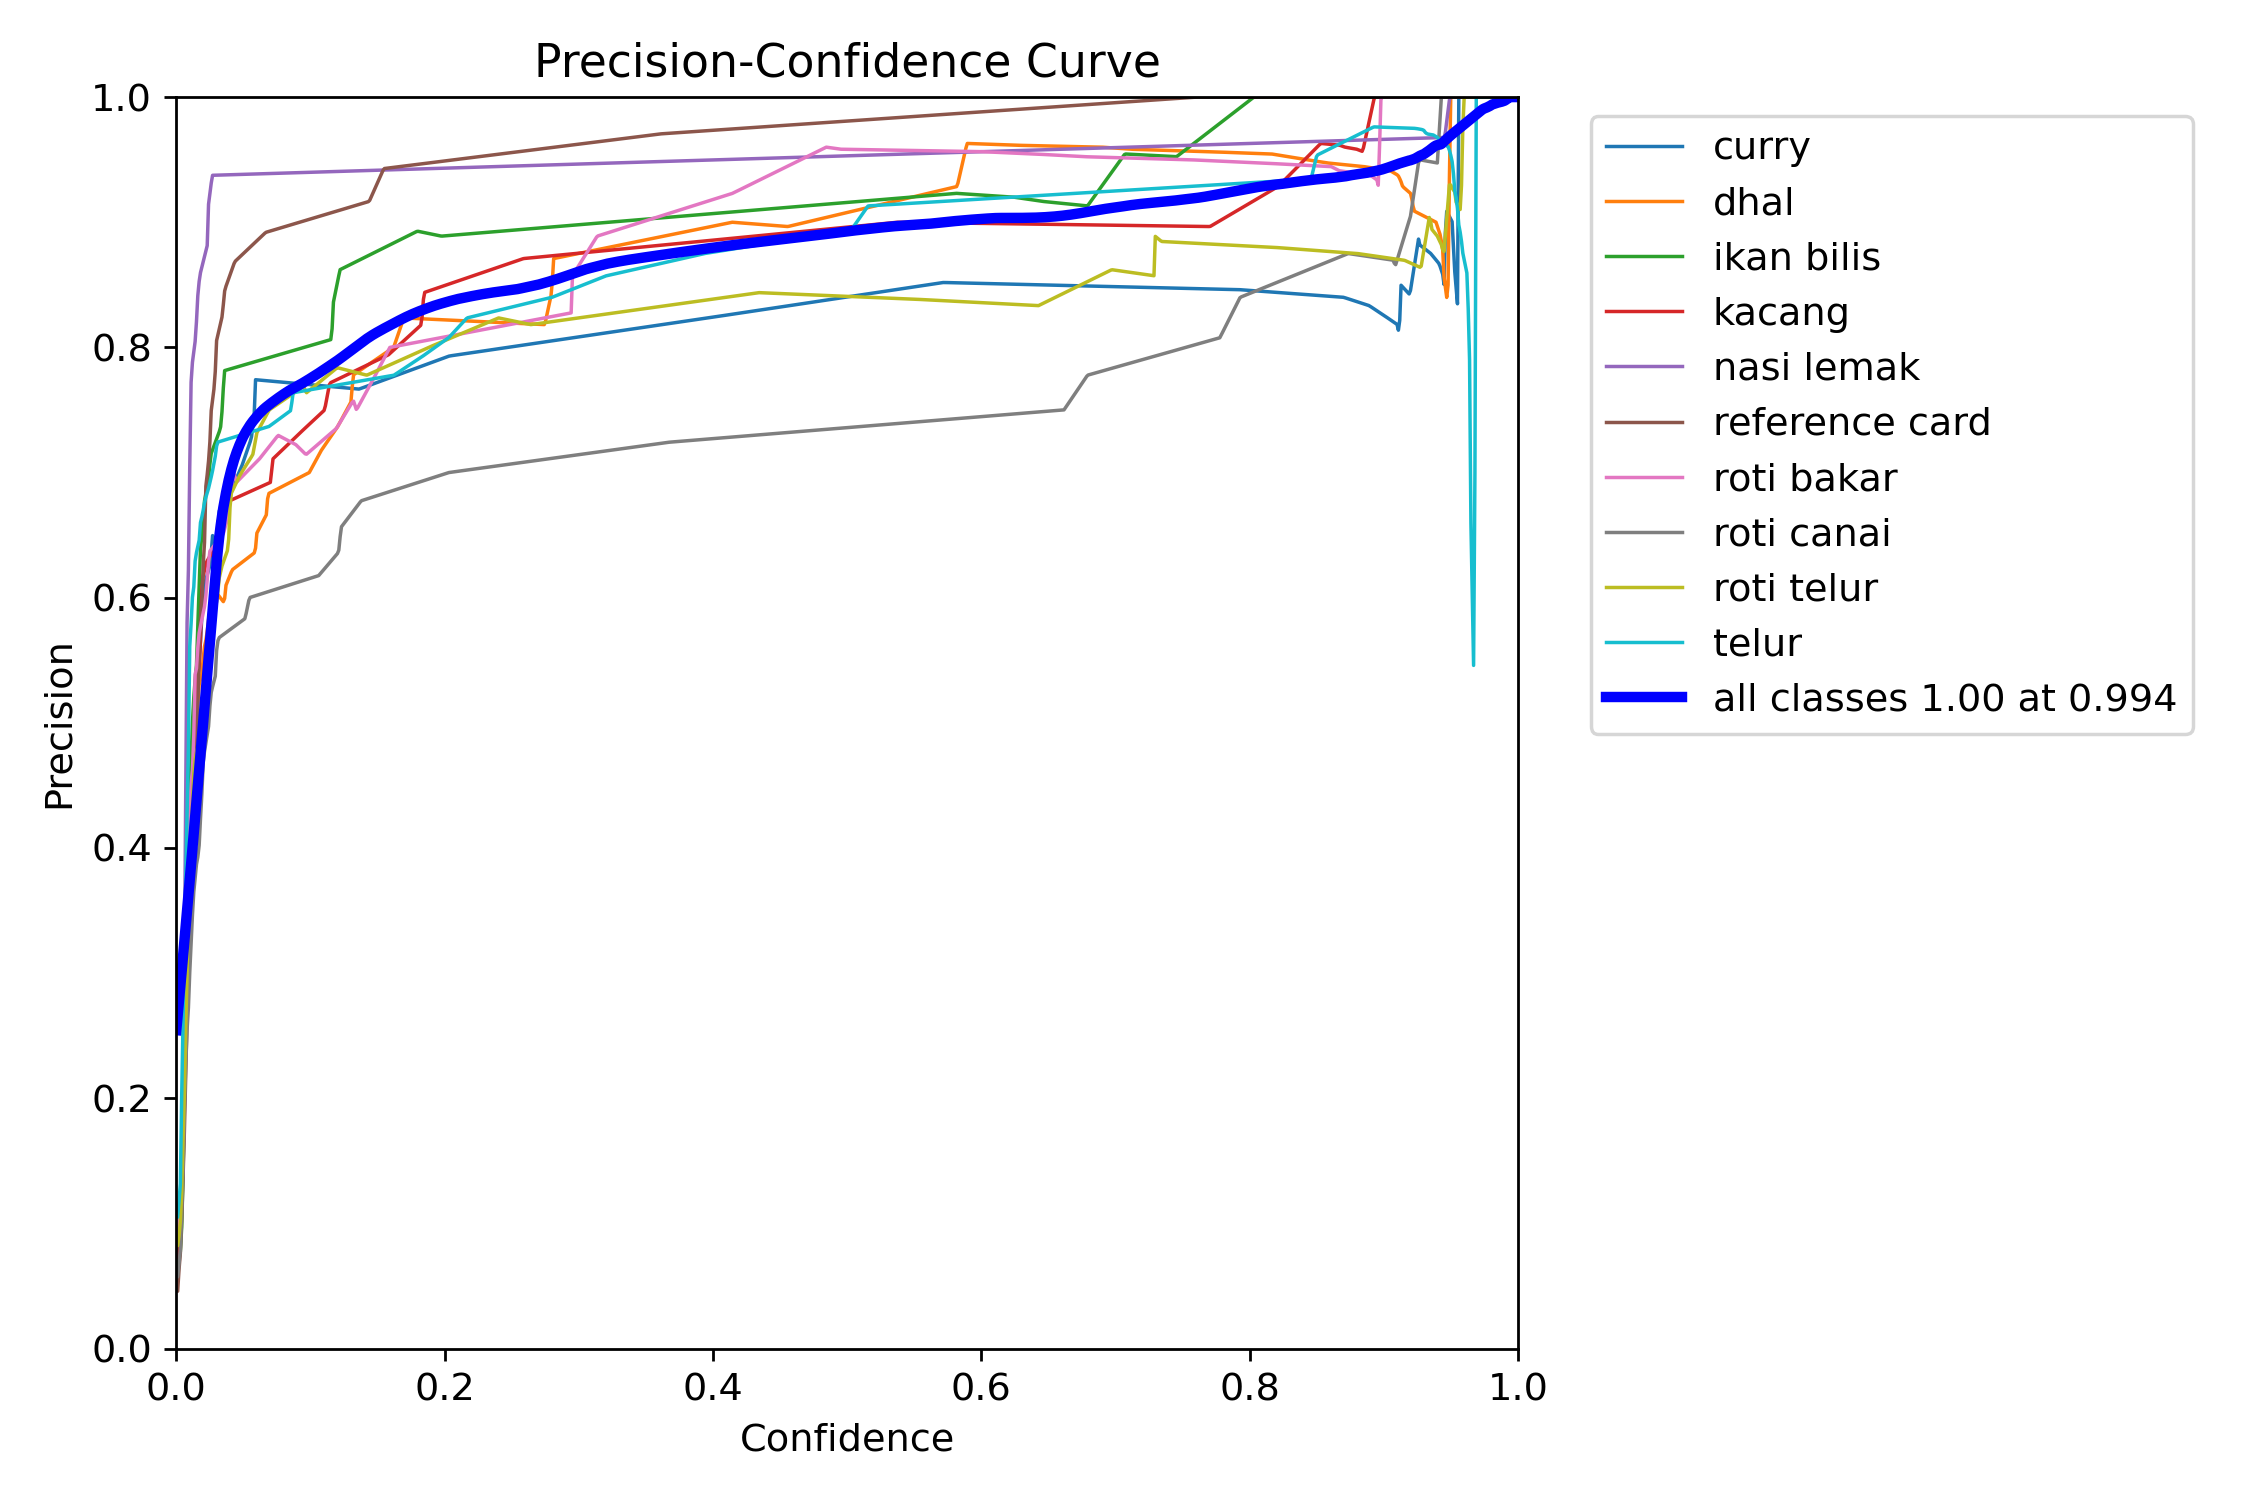 Precision-Confidence Curve
1.0
0.8
0.6
0.4
0.2
0.0
Precision
0.0 0.2 0.4 0.6 0.8 1.0
Confidence
curry
dhal
ikan bilis
kacang
nasi lemak
reference card
roti bakar
roti canai
roti telur
telur
all classes 1.00 at 0.994